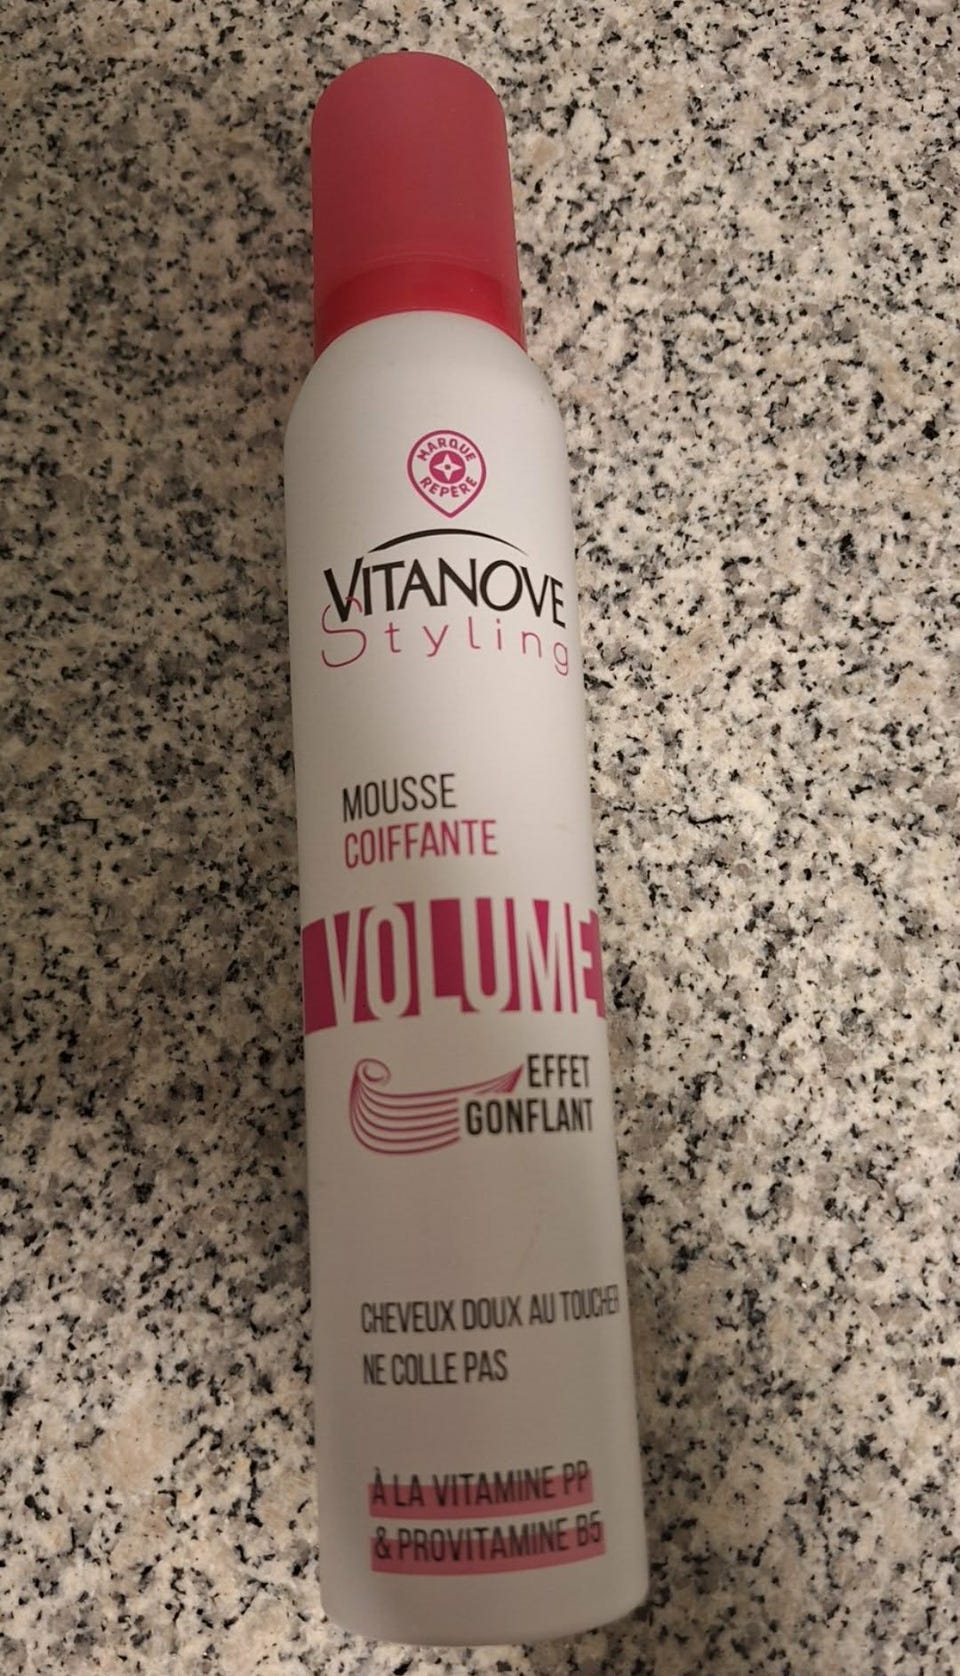 MARQUE
REPÈRE
VITANOVE
Styling
MOUSSE
COIFFANTE
VOLUME
EFFET
GONFLANT
CHEVEUX DOUX AU TOUCHER
NE COLLE PAS
À LA VITAMINE PP
& PROVITAMINE B5